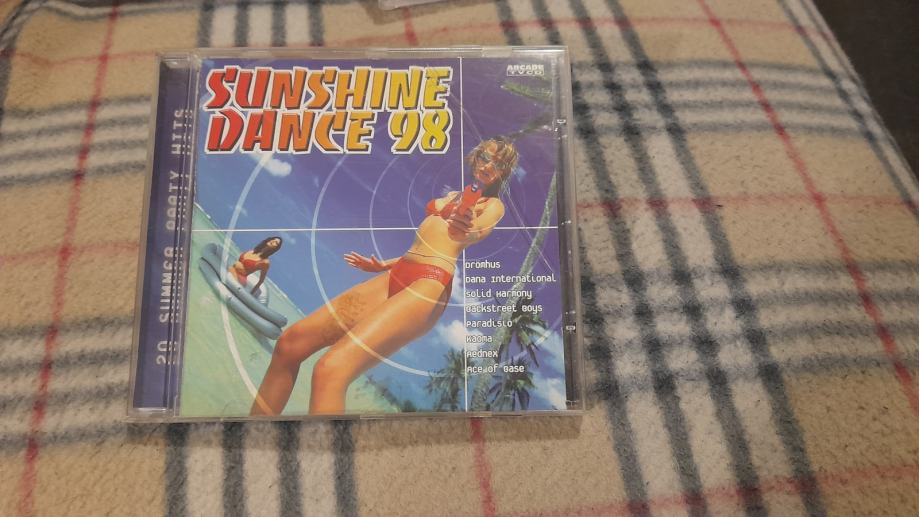 SUNSHINE
DANCE 98
ARCADE
TVCD
20 SUMMER PARTY HITS
Dromhus
Dana International
Solid Harmony
Backstreet Boys
Paradisio
Kaoma
Rednex
Ace of Base